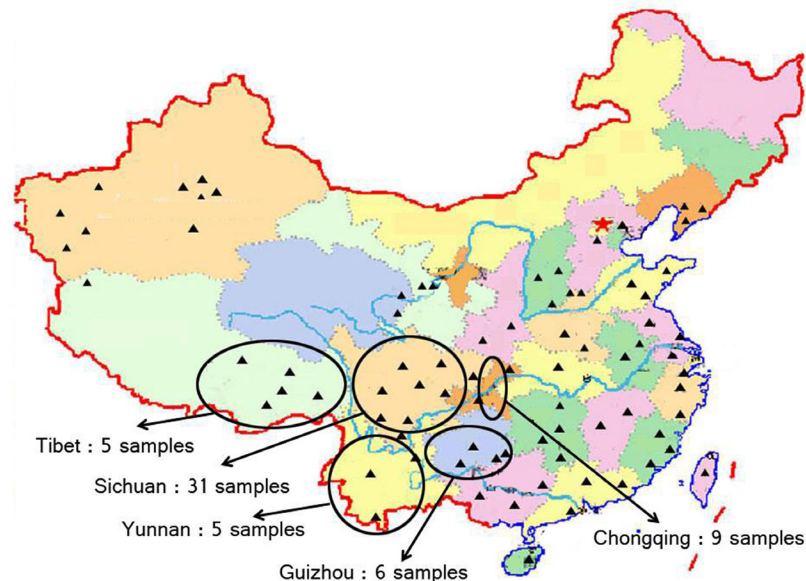 Tibet : 5 samples
Sichuan : 31 samples
Yunnan : 5 samples
Guizhou : 6 samples
Chongqing : 9 samples